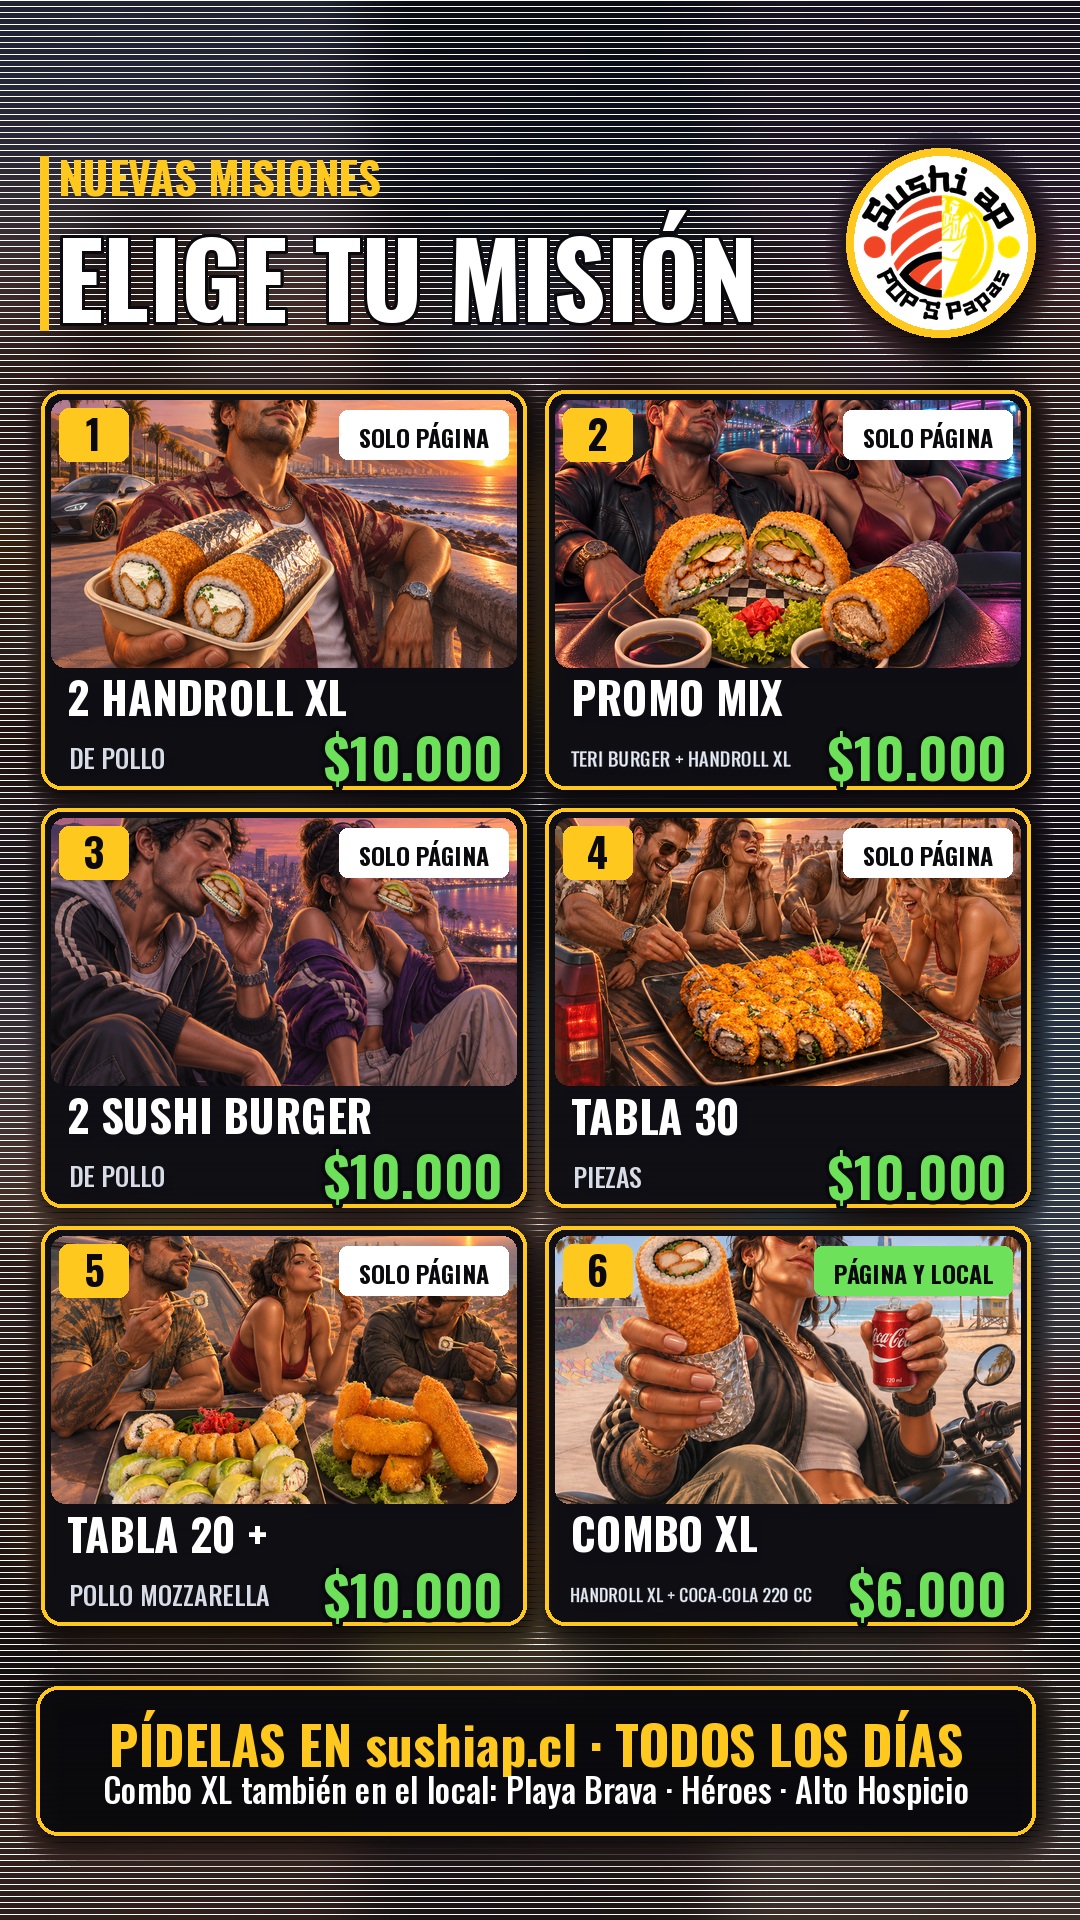 NUEVAS MISIONES
ELIGE TU MISIÓN
Sushi ap
POP'S Papas
1
SOLO PÁGINA
2 HANDROLL XL
DE POLLO
$10.000
2
SOLO PÁGINA
PROMO MIX
TERI BURGER + HANDROLL XL
$10.000
3
SOLO PÁGINA
2 SUSHI BURGER
DE POLLO
$10.000
4
SOLO PÁGINA
TABLA 30
PIEZAS
$10.000
5
SOLO PÁGINA
TABLA 20 +
POLLO MOZZARELLA
$10.000
6
PÁGINA Y LOCAL
Coca-Cola
220 ml
COMBO XL
HANDROLL XL + COCA-COLA 220 CC
$6.000
PÍDELAS EN sushiap.cl · TODOS LOS DÍAS
Combo XL también en el local: Playa Brava · Héroes · Alto Hospicio